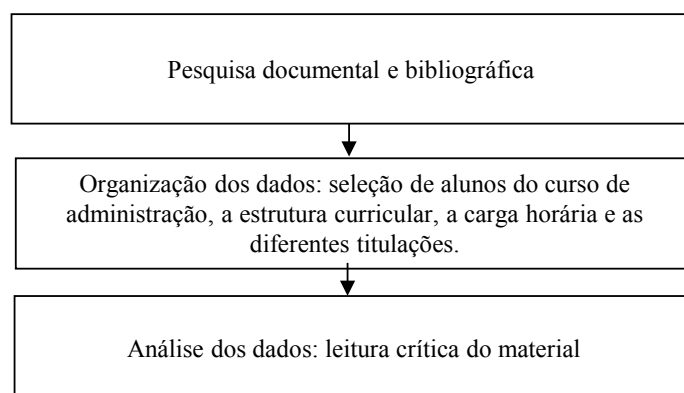 Pesquisa documental e bibliográfica
Organização dos dados: seleção de alunos do curso de
administração, a estrutura curricular, a carga horária e as
diferentes titulações.
Análise dos dados: leitura crítica do material